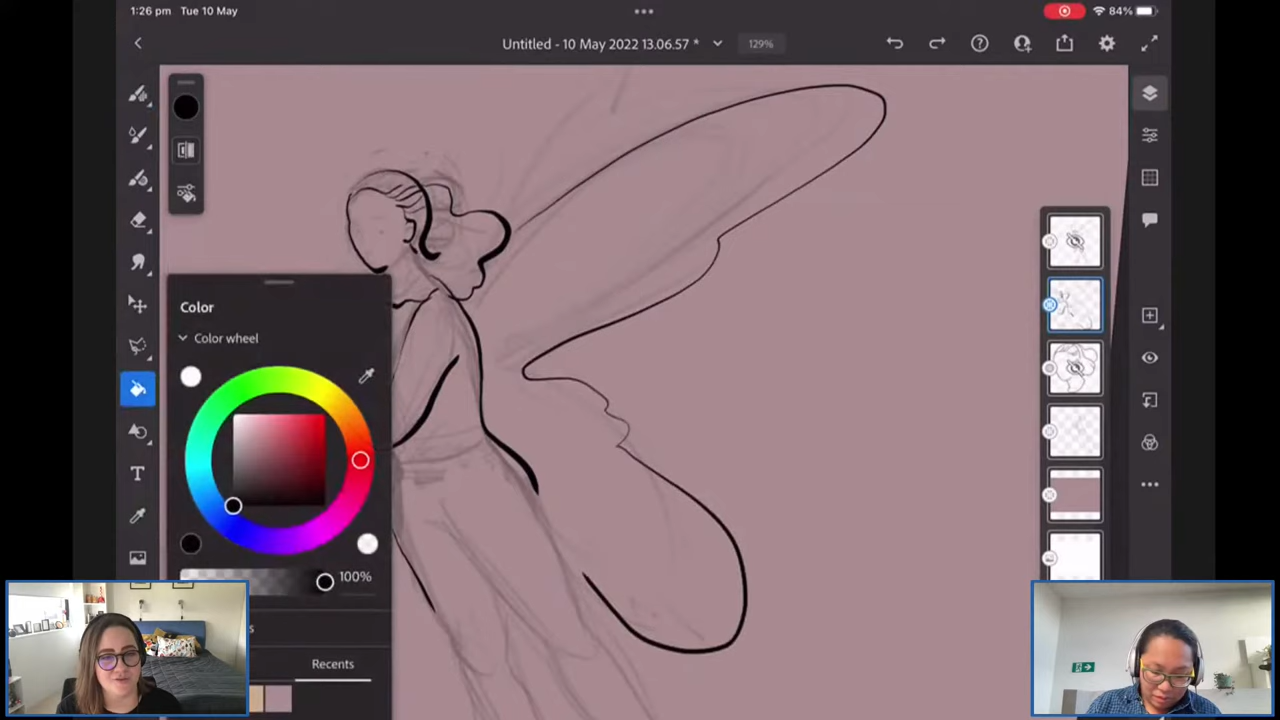 1:26 pm Tue 10 May
84%
Untitled - 10 May 2022 13.06.57 *
129%
Color
Color wheel
100%
s
Recents
T